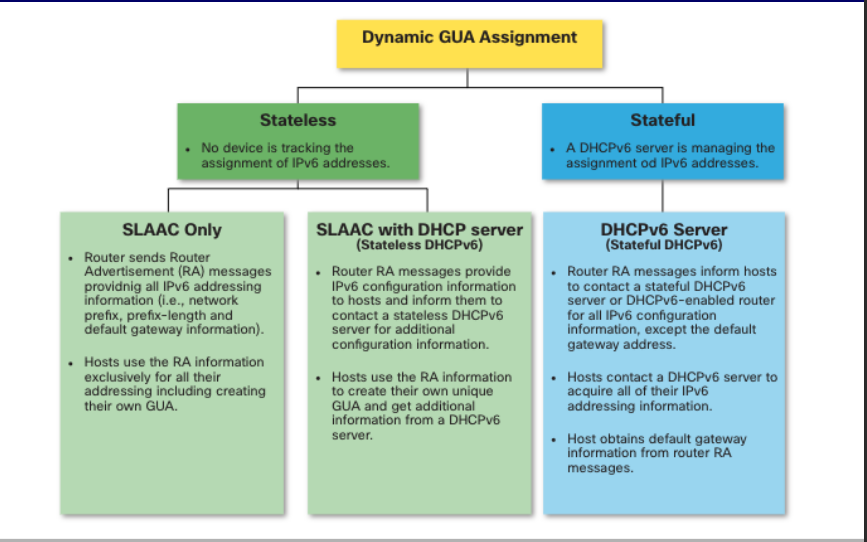 Dynamic GUA Assignment
Stateless
• No device is tracking the
assignment of IPv6 addresses.
Stateful
• A DHCPv6 server is managing the
assignment od IPv6 addresses.
SLAAC Only
• Router sends Router
Advertisement (RA) messages
providnig all IPv6 addressing
information (i.e., network
prefix, prefix-length and
default gateway information).
• Hosts use the RA information
exclusively for all their
addressing including creating
their own GUA.
SLAAC with DHCP server
(Stateless DHCPv6)
• Router RA messages provide
IPv6 configuration information
to hosts and inform them to
contact a stateless DHCPv6
server for additional
configuration information.
• Hosts use the RA information
to create their own unique
GUA and get additional
information from a DHCPv6
server.
DHCPv6 Server
(Stateful DHCPv6)
• Router RA messages inform hosts
to contact a stateful DHCPv6
server or DHCPv6-enabled router
for all IPv6 configuration
information, except the default
gateway address.
• Hosts contact a DHCPv6 server to
acquire all of their IPv6
addressing information.
• Host obtains default gateway
information from router RA
messages.